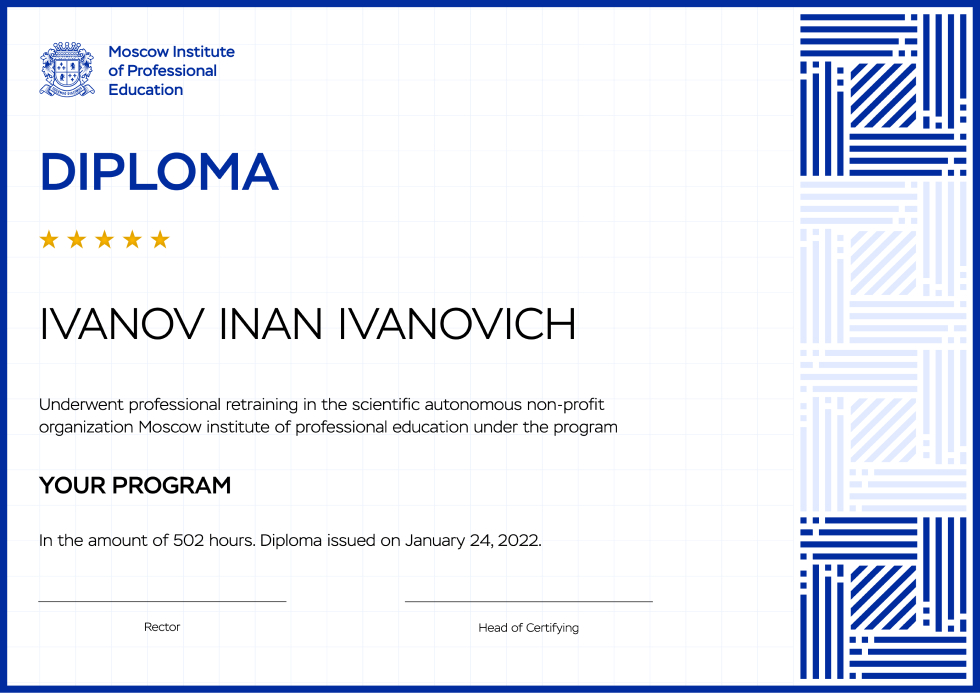 Moscow Institute
of Professional
Education
DIPLOMA
IVANOV INAN IVANOVICH
Underwent professional retraining in the scientific autonomous non-profit
organization Moscow institute of professional education under the program
YOUR PROGRAM
In the amount of 502 hours. Diploma issued on January 24, 2022.
Rector
Head of Certifying